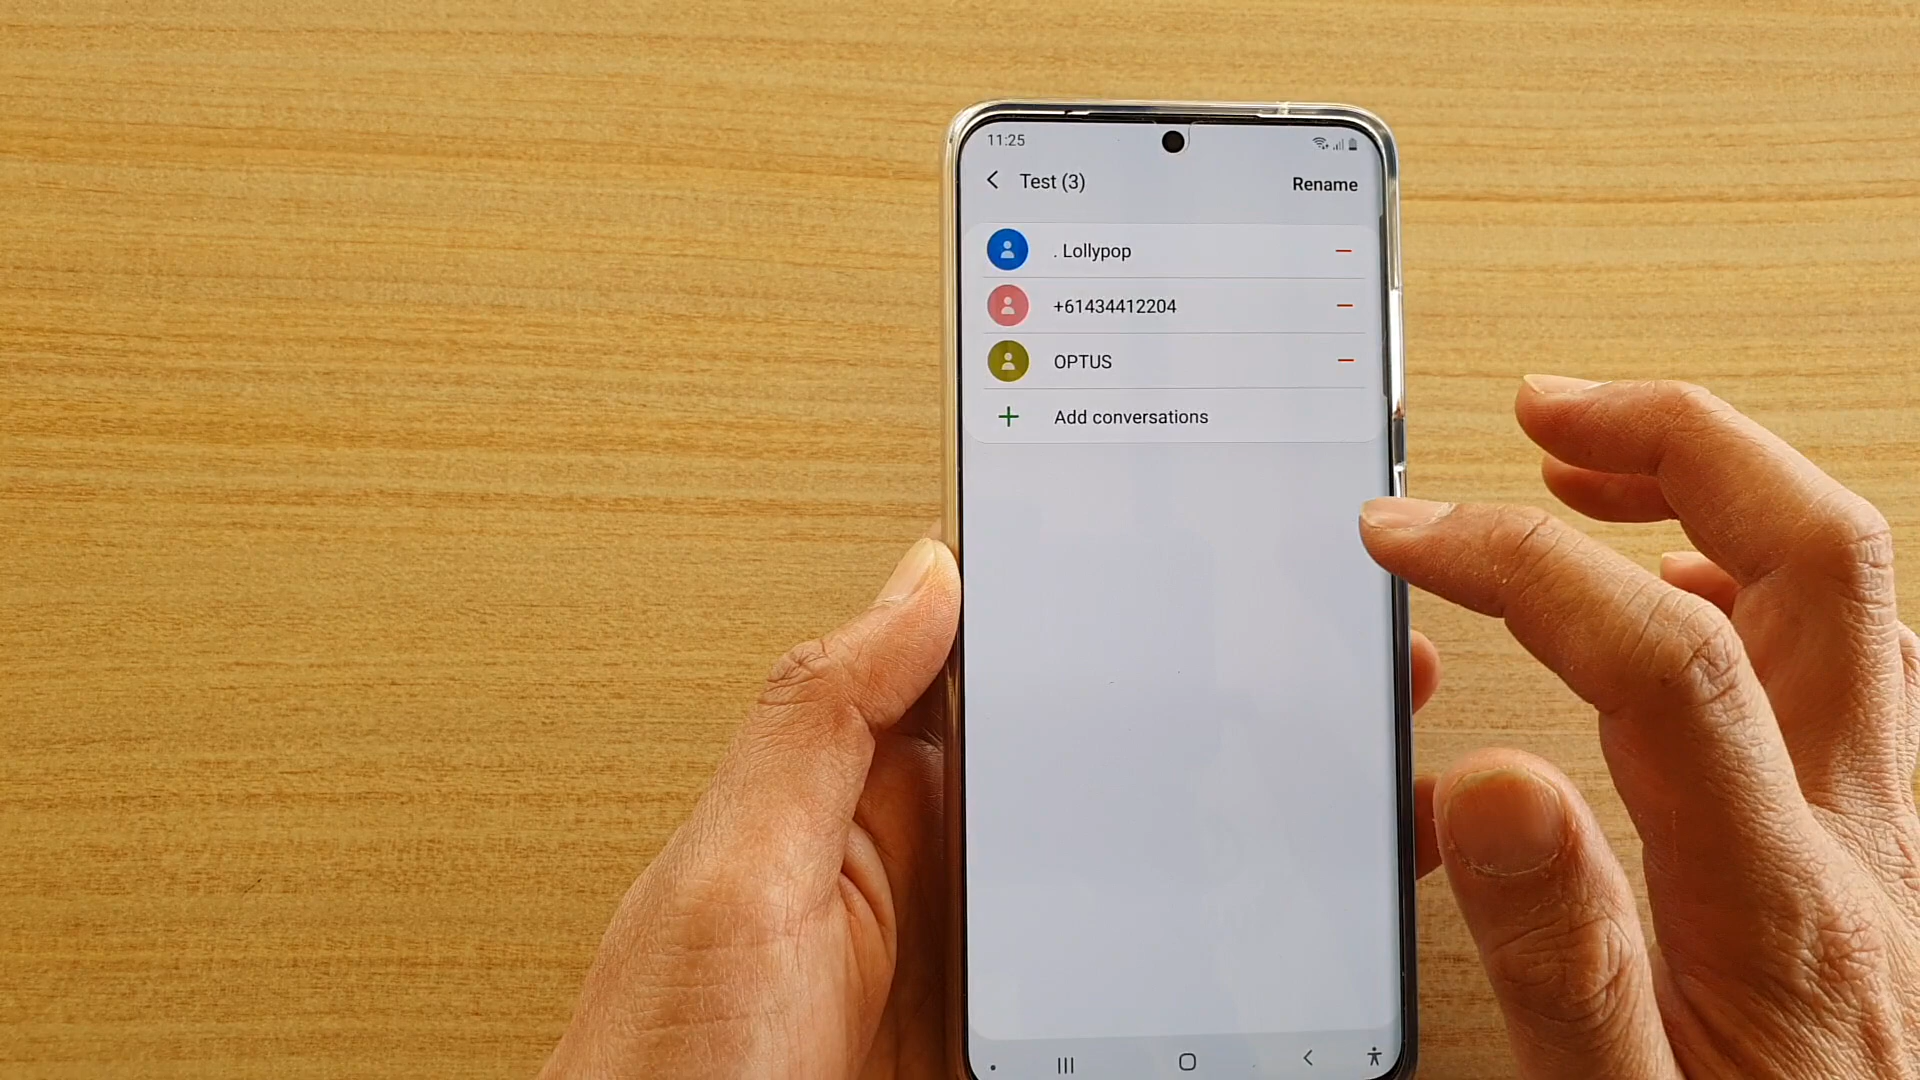 11:25
Test (3)
Rename
. Lollypop
+61434412204
OPTUS
Add conversations